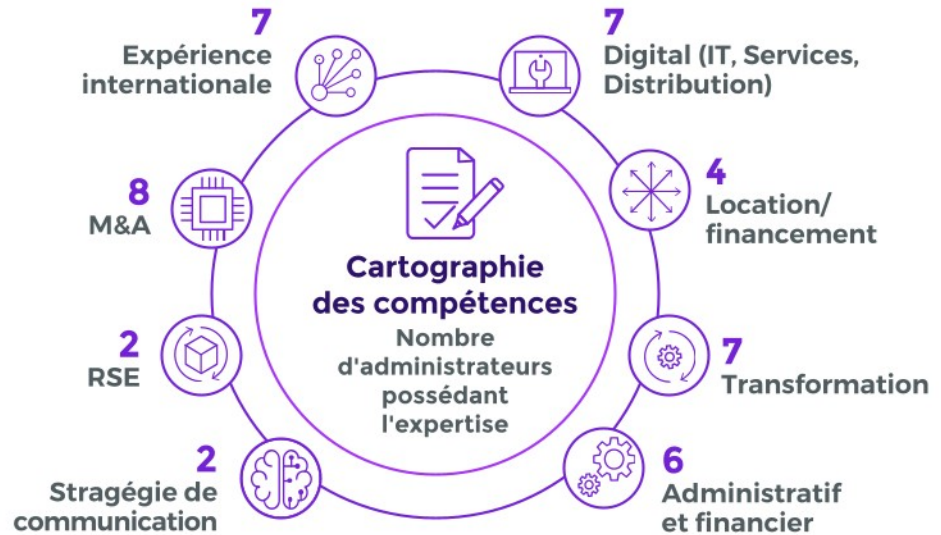 7
Expérience
internationale
7
Digital (IT, Services,
Distribution)
8
M&A
4
Location/
financement
Cartographie
des compétences
Nombre
d'administrateurs
possédant
l'expertise
2
RSE
7
Transformation
2
Stragégie de
communication
6
Administratif
et financier